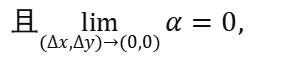 且 lim (Δx,Δy)→(0,0) α = 0,